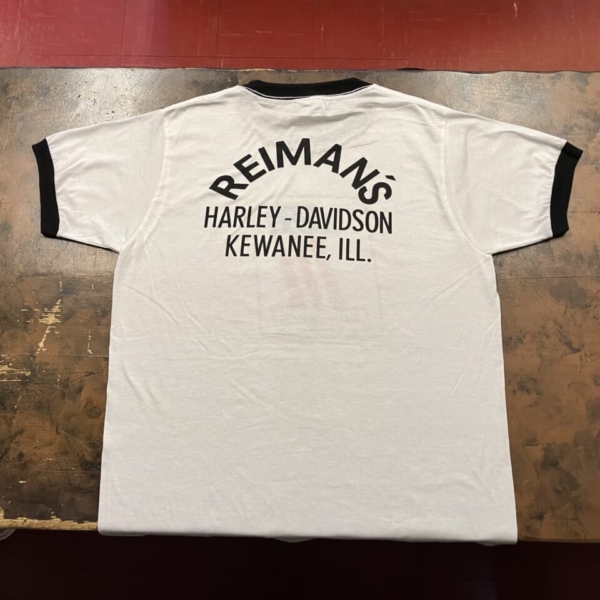 REIMAN'S
HARLEY-DAVIDSON
KEWANEE, ILL.